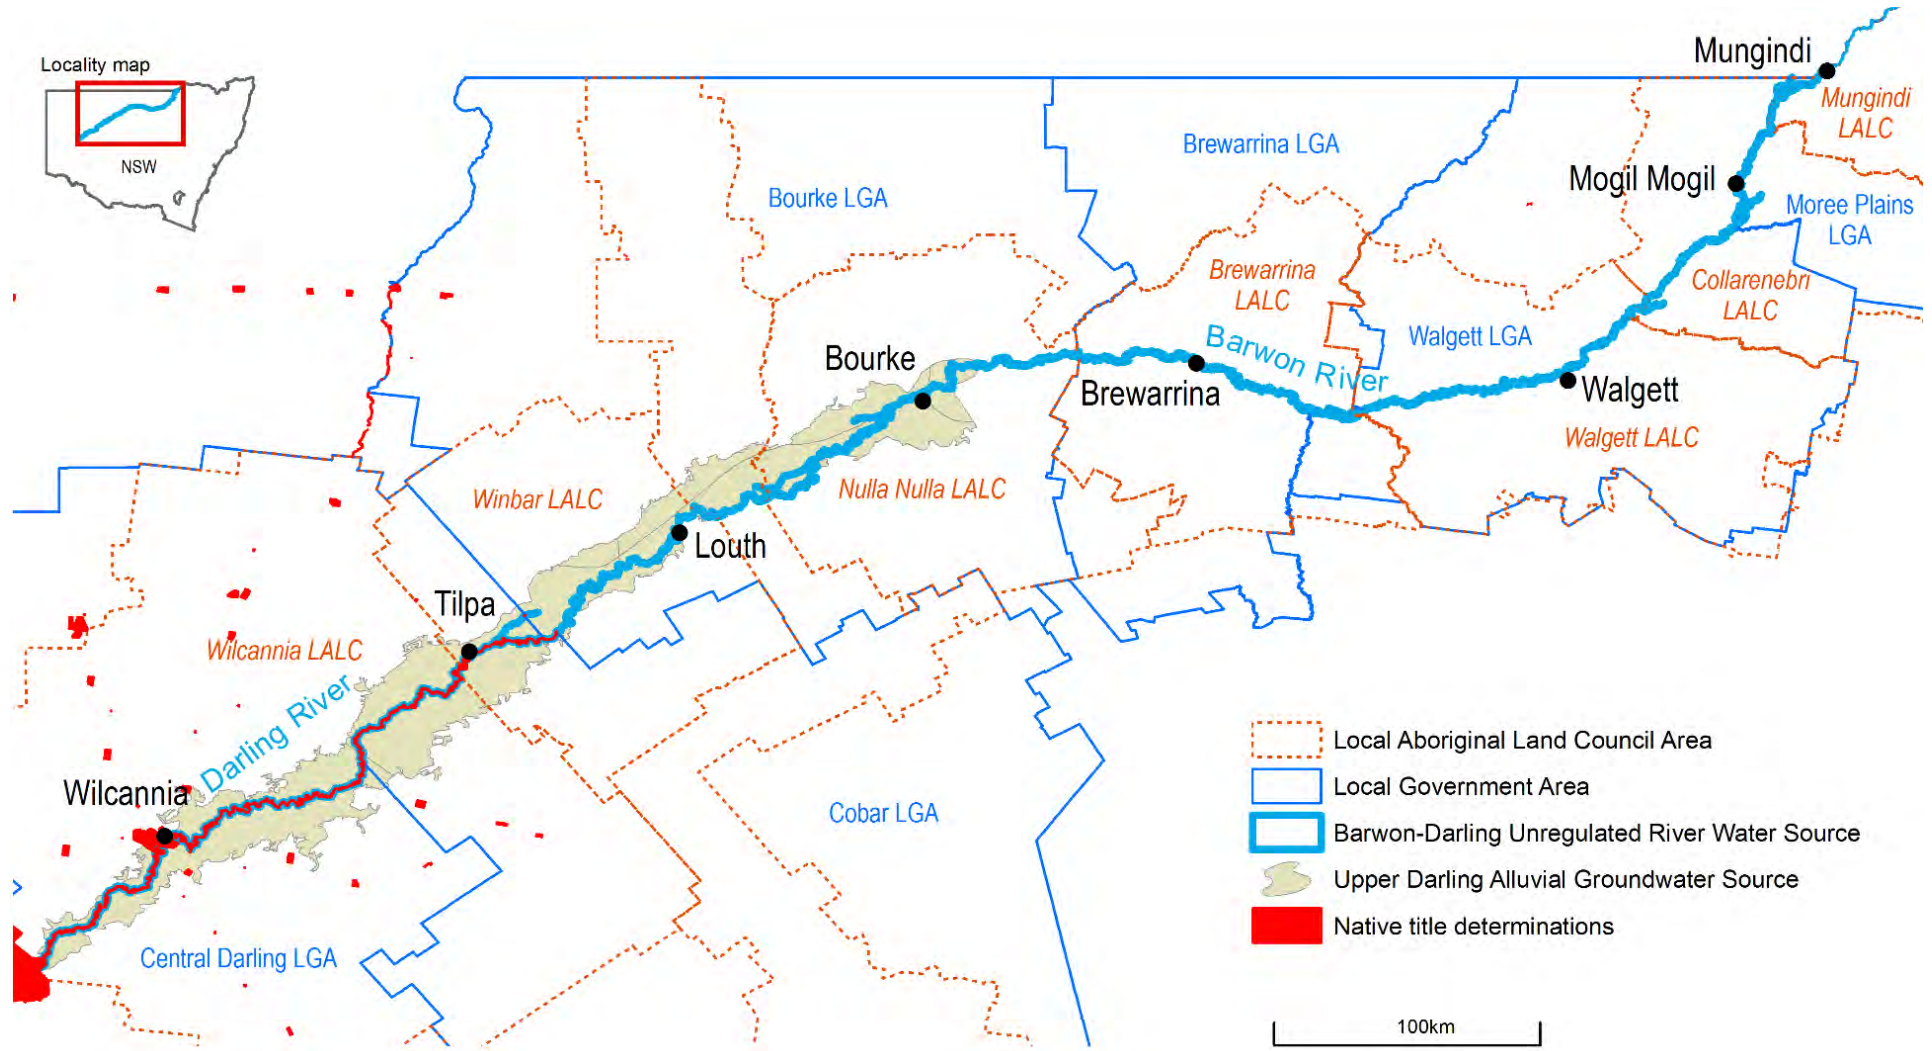 Locality map
NSW
Mungindi
Mungindi
LALC
Brewarrina LGA
Mogil Mogil
Bourke LGA
Moree Plains
LGA
Brewarrina
LALC
Collarenebri
LALC
Walgett LGA
Barwon River
Bourke
Brewarrina
Walgett
Walgett LALC
Winbar LALC
Nulla Nulla LALC
Louth
Tilpa
Wilcannia LALC
Darling River
Wilcannia
Cobar LGA
Central Darling LGA
Local Aboriginal Land Council Area
Local Government Area
Barwon-Darling Unregulated River Water Source
Upper Darling Alluvial Groundwater Source
Native title determinations
100km